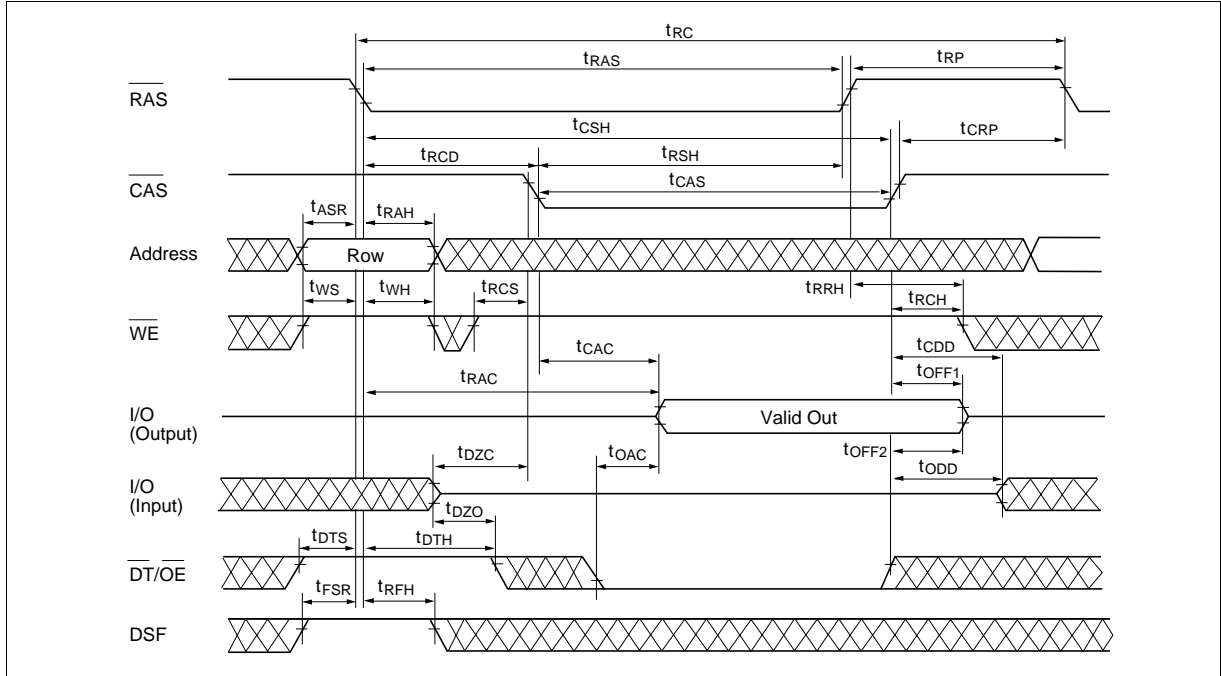 tRC
tRAS
tRP
RAS
tCSH
tCRP
tRCD
tRSH
CAS
tCAS
tASR
tRAH
Address
Row
tWS
tWH
tRCS
tRRH
tRCH
WE
tCAC
tCDD
tRAC
tOFF1
I/O
(Output)
Valid Out
tDZC
tOAC
tOFF2
tODD
I/O
(Input)
tDZO
tDTS
tDTH
DT/OE
tFSR
tRFH
DSF